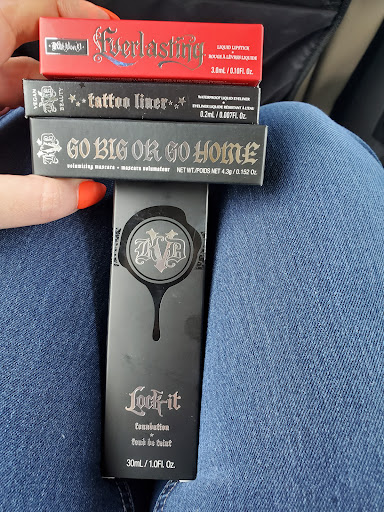 Everlasting
LIQUID LIPSTICK
ROUGE À LÈVRES LIQUIDE
3.0mL / 0.10Fl. Oz.
VEGAN
BEAUTY
tattoo liner
WATERPROOF LIQUID EYELINER
EYELINER LIQUIDE RÉSISTANT À L'EAU
0.2mL / 0.007Fl. Oz.
GO BIG OR GO HOME
volumizing mascara + mascara volumateur
NET WT./POIDS NET 4.3g / 0.152 Oz.
KVD
Lock-it
foundation
fond de teint
30mL / 1.0Fl. Oz.